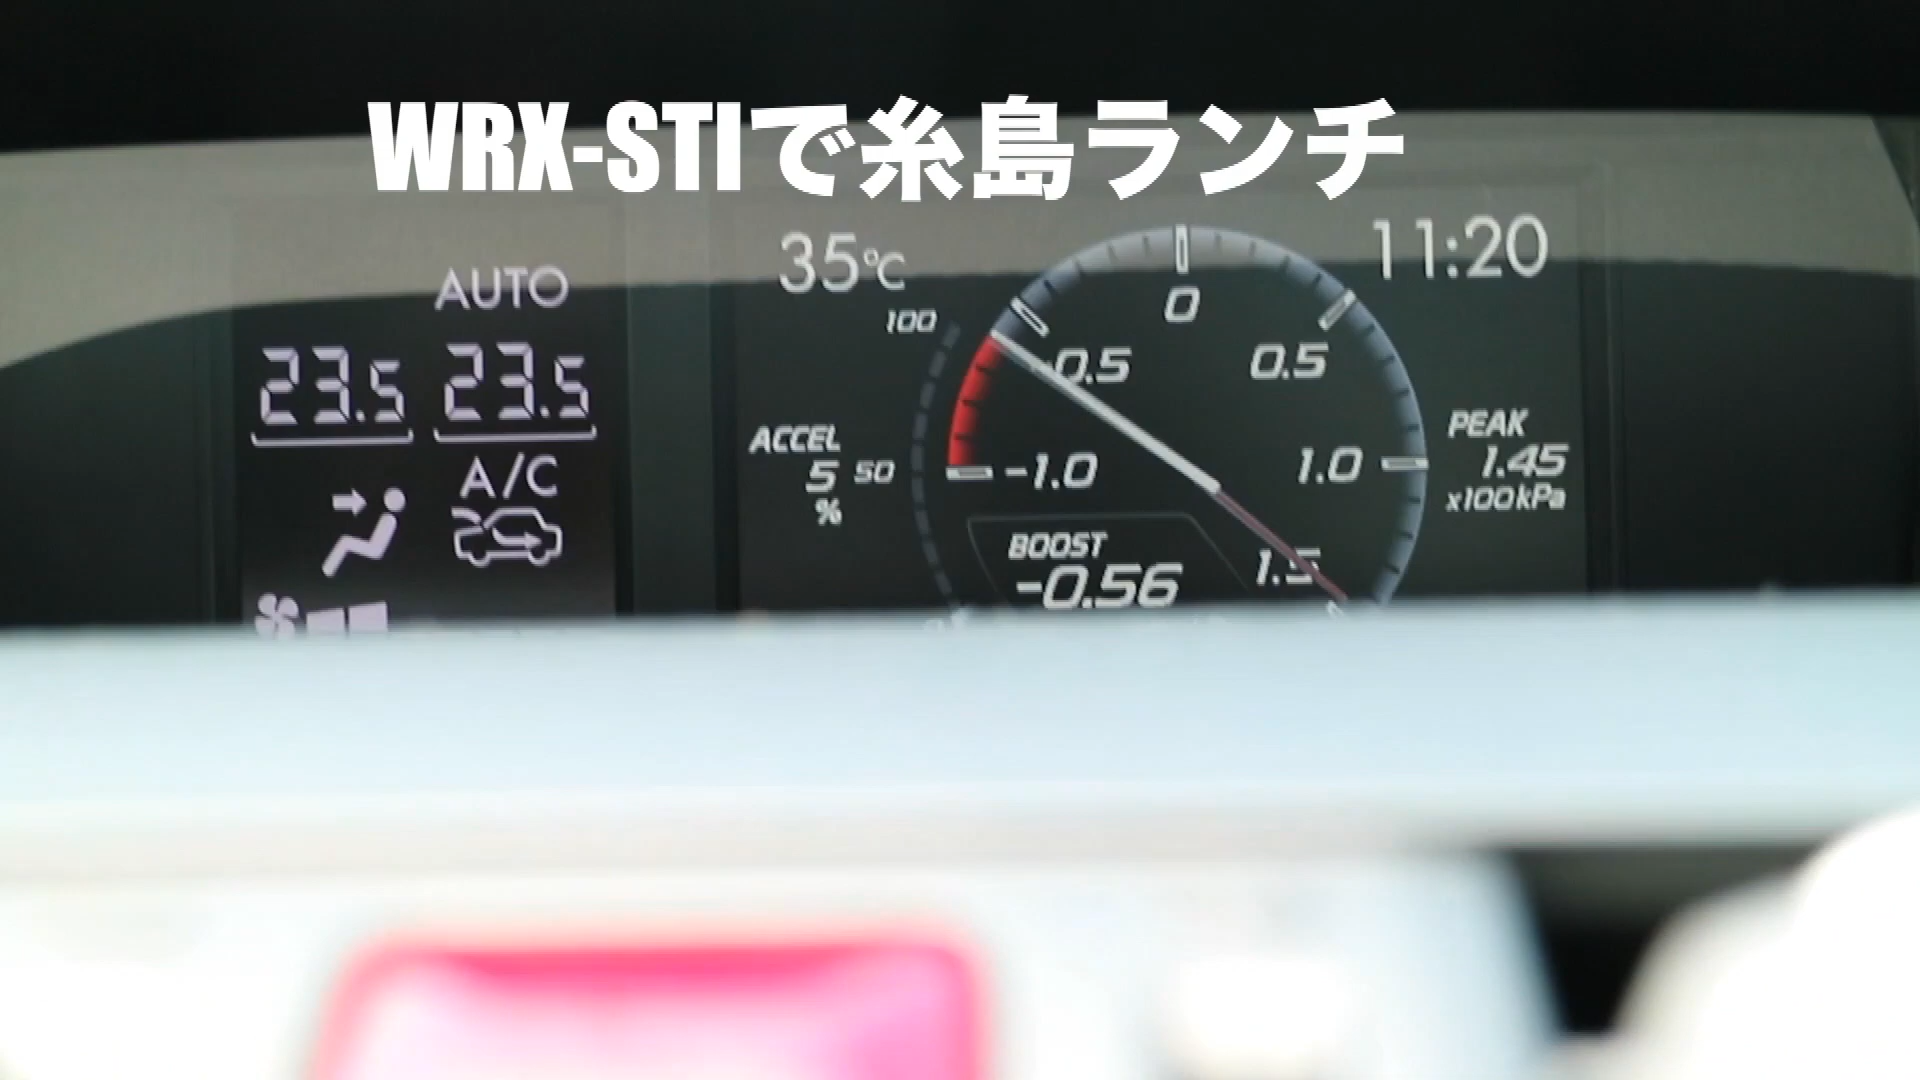 WRX-STIで糸島ランチ
35℃
11:20
AUTO
23.5 23.5
A/C
100
50
ACCEL
5
%
-1.0
-0.5
0
0.5
1.0
1.5
BOOST
-0.56
PEAK
1.45
x100kPa